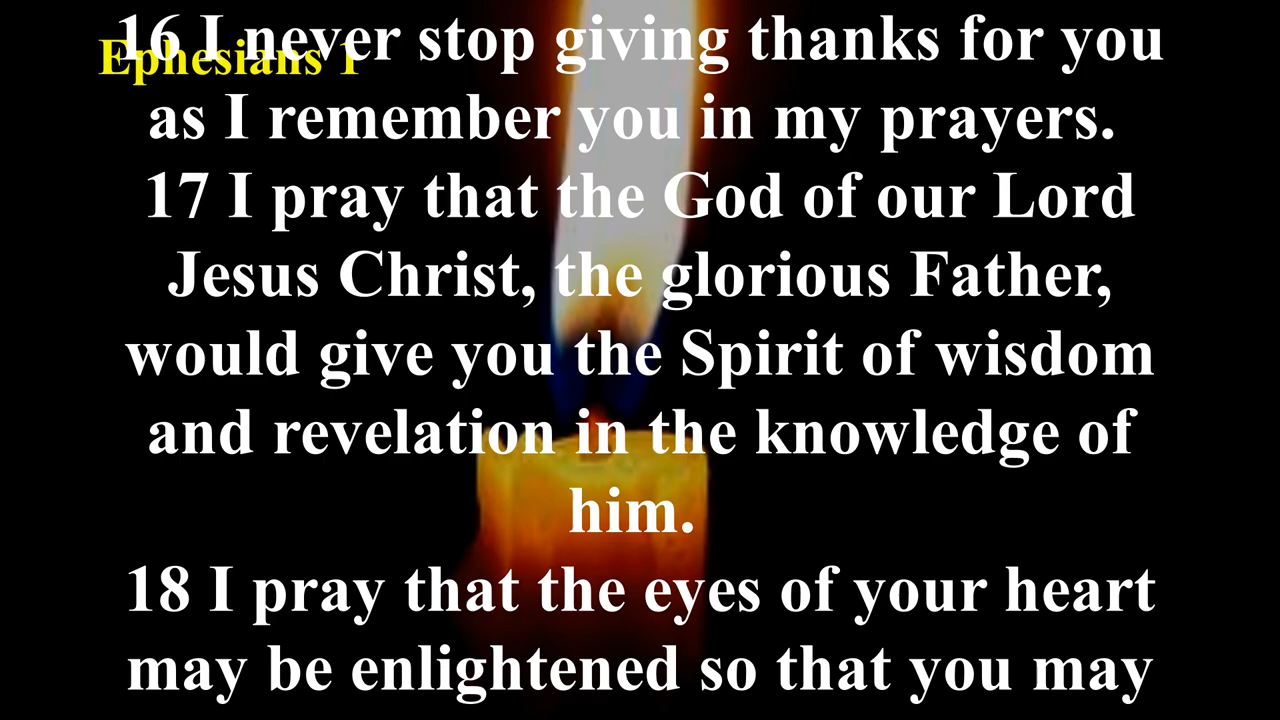 Ephesians 1
16 I never stop giving thanks for you
as I remember you in my prayers.
17 I pray that the God of our Lord
Jesus Christ, the glorious Father,
would give you the Spirit of wisdom
and revelation in the knowledge of
him.
18 I pray that the eyes of your heart
may be enlightened so that you may